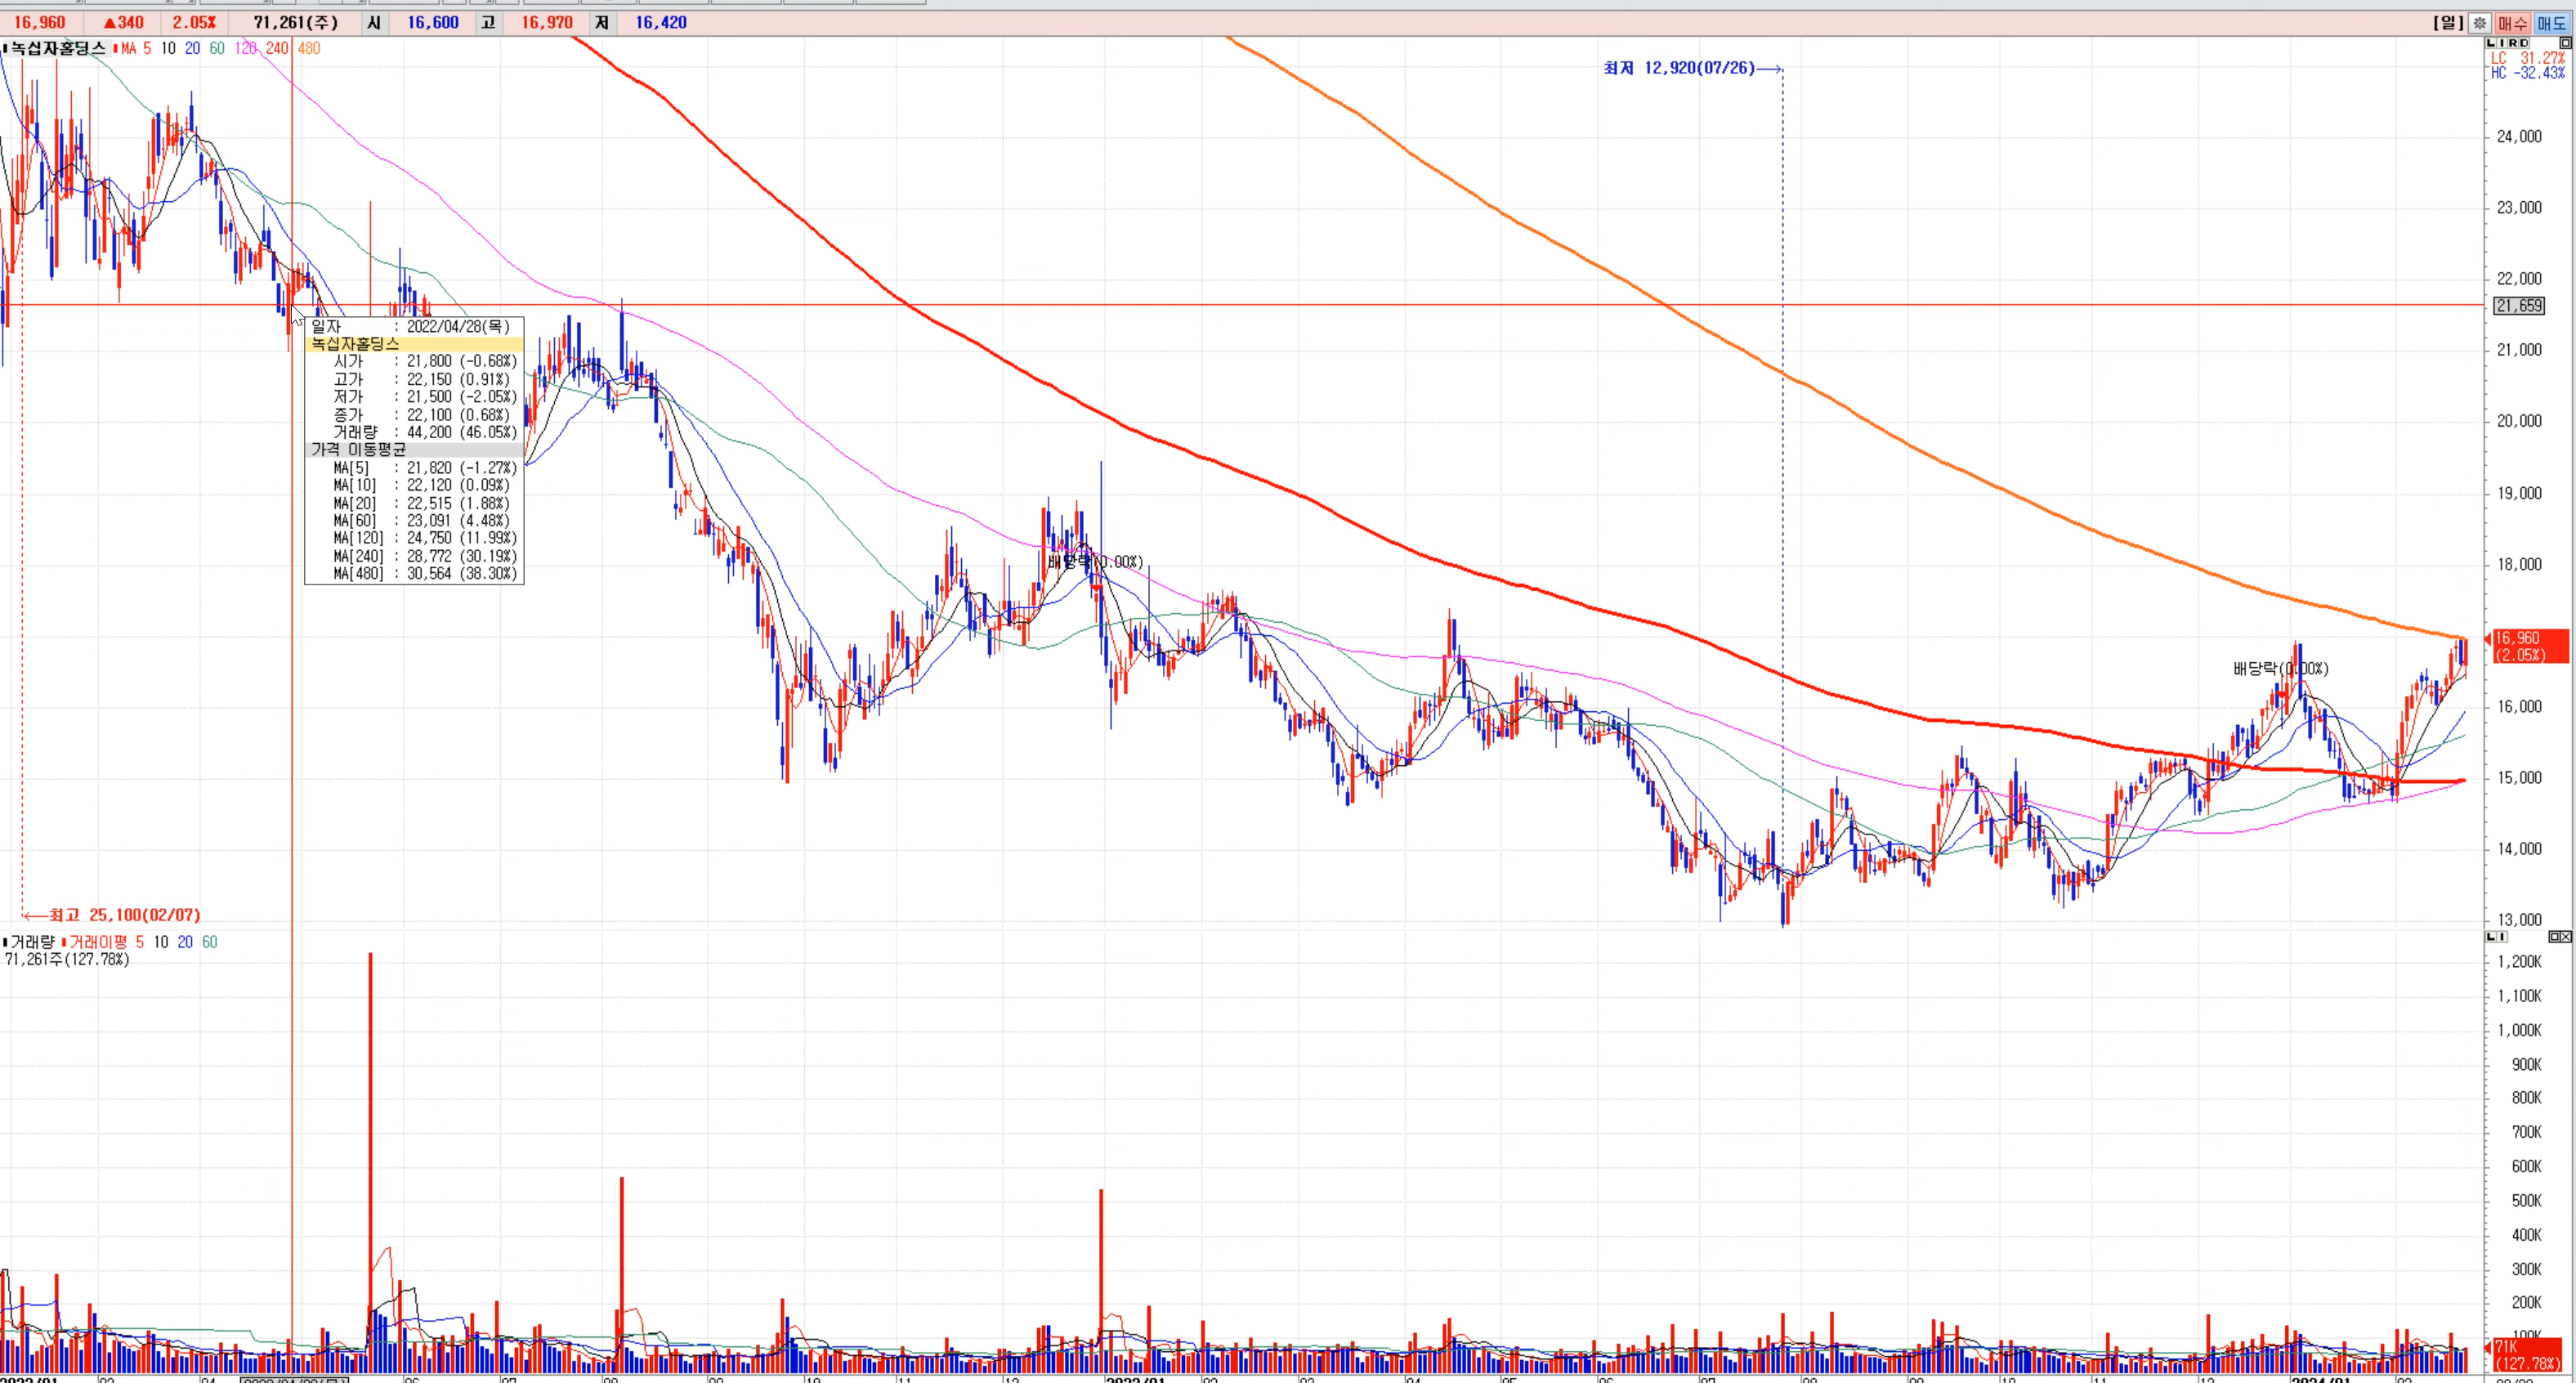 16,960 ▲340 2.05% 71,261(주) 시 16,600 고 16,970 저 16,420 [일] 매수 매도
녹십자홀딩스 MA 5 10 20 60 120 240 480
L I R D
LC 31.27%
HC -32.43%
최저 12,920(07/26)
24,000
23,000
22,000
21,659
21,000
20,000
19,000
18,000
16,960
(2.05%)
16,000
15,000
14,000
13,000
일자 : 2022/04/28(목)
녹십자홀딩스
시가 : 21,800 (-0.68%)
고가 : 22,150 (0.91%)
저가 : 21,500 (-2.05%)
종가 : 22,100 (0.68%)
거래량 : 44,200 (46.05%)
가격 이동평균
MA[5] : 21,820 (-1.27%)
MA[10] : 22,120 (0.09%)
MA[20] : 22,515 (1.88%)
MA[60] : 23,091 (4.48%)
MA[120] : 24,750 (11.99%)
MA[240] : 28,772 (30.19%)
MA[480] : 30,564 (38.30%)
배당락(0.00%)
배당락(0.00%)
최고 25,100(02/07)
거래량 거래이평 5 10 20 60
L I
71,261주(127.78%)
1,200K
1,100K
1,000K
900K
800K
700K
600K
500K
400K
300K
200K
100K
71K
(127.78%)